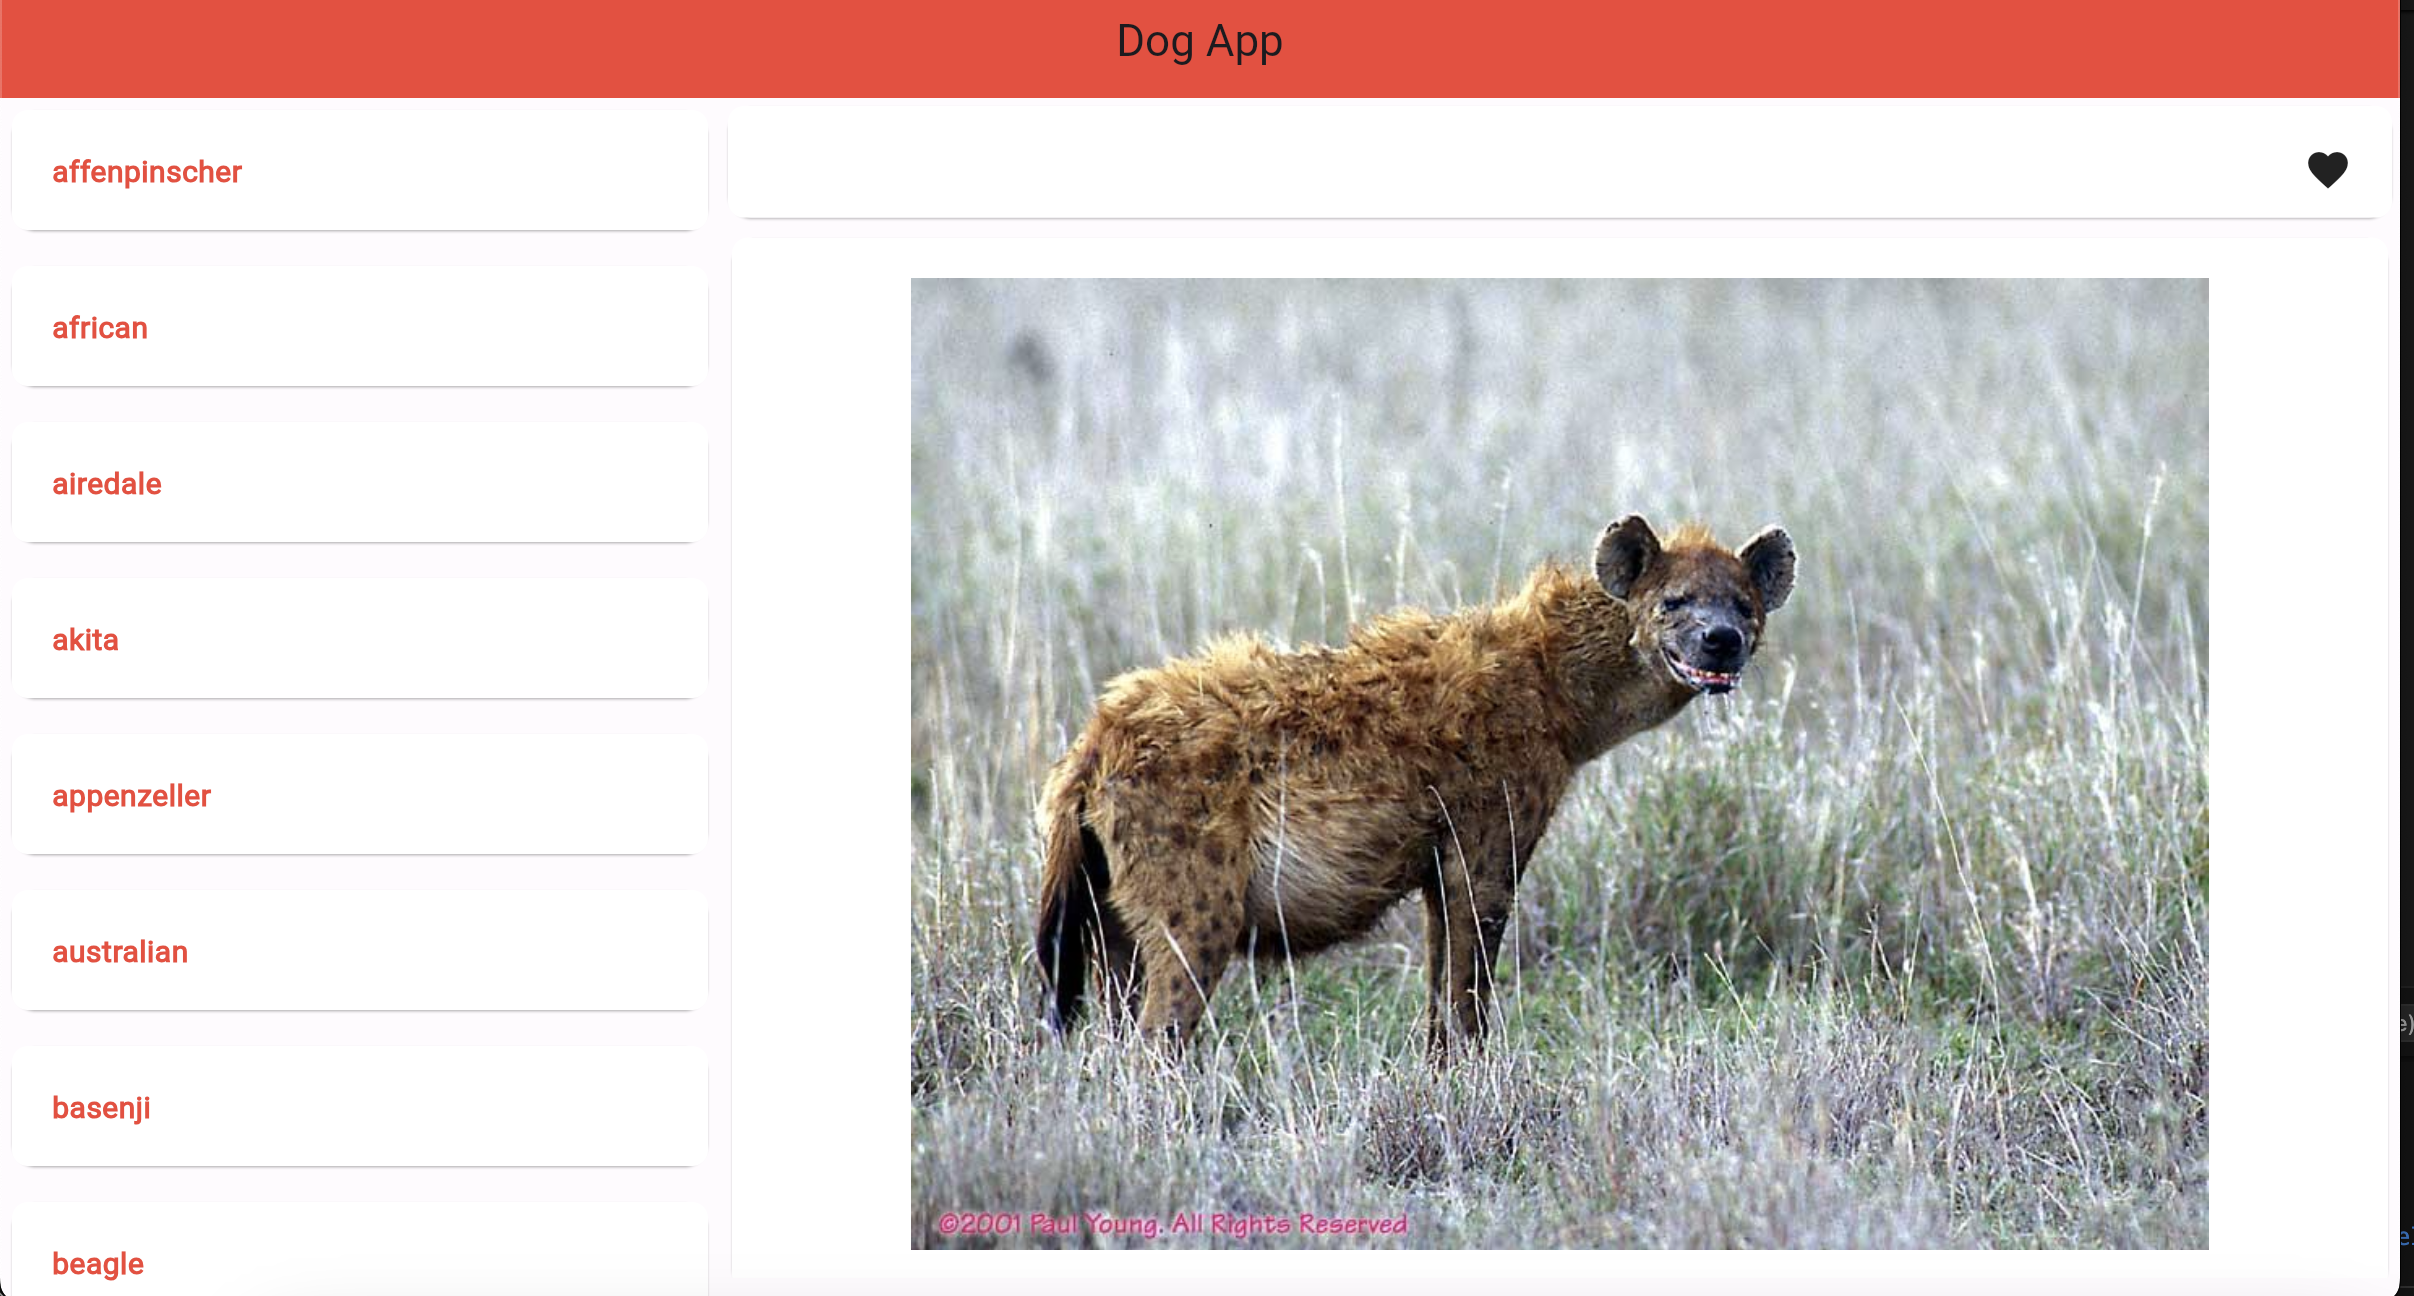 Dog App
affenpinscher
african
airedale
akita
appenzeller
australian
basenji
beagle
©2001 Paul Young. All Rights Reserved